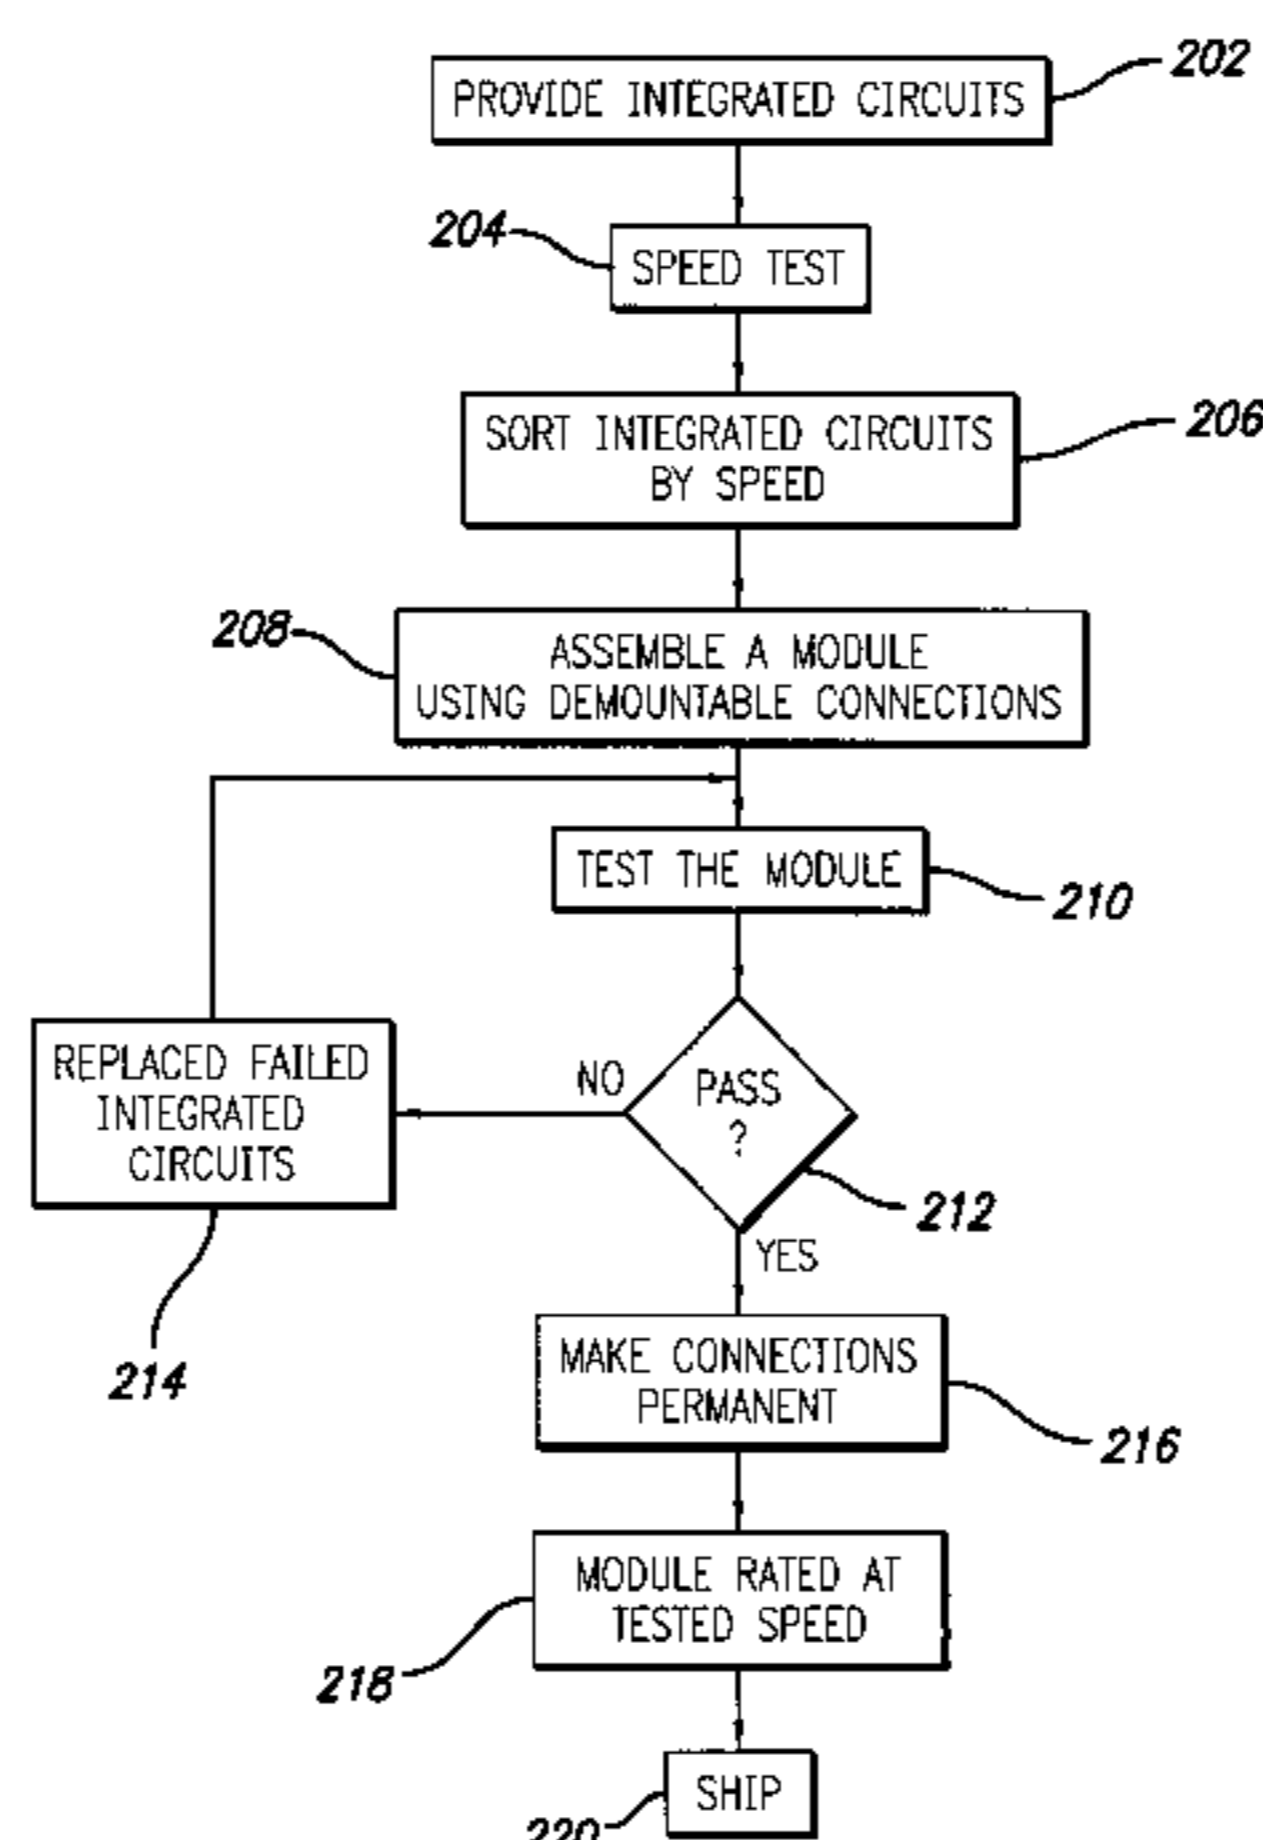 202
PROVIDE INTEGRATED CIRCUITS
204
SPEED TEST
206
SORT INTEGRATED CIRCUITS
BY SPEED
208
ASSEMBLE A MODULE
USING DEMOUNTABLE CONNECTIONS
TEST THE MODULE
210
REPLACED FAILED
INTEGRATED
CIRCUITS
214
NO
PASS
?
212
YES
MAKE CONNECTIONS
PERMANENT
216
MODULE RATED AT
TESTED SPEED
218
SHIP
220